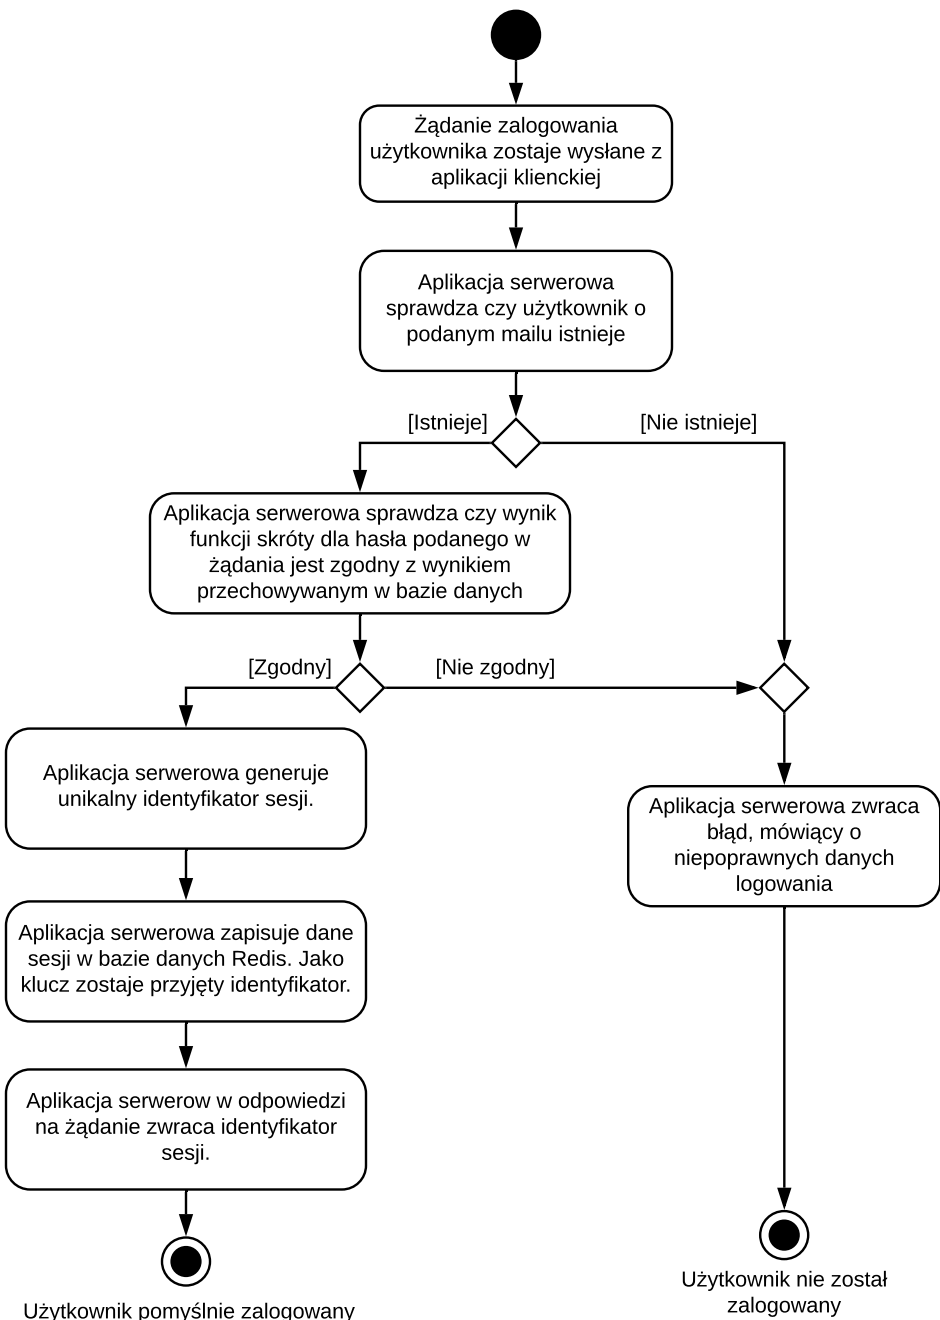 Żądanie zalogowania
użytkownika zostaje wysłane z
aplikacji klienckiej
Aplikacja serwerowa
sprawdza czy użytkownik o
podanym mailu istnieje
[Istnieje]
[Nie istnieje]
Aplikacja serwerowa sprawdza czy wynik
funkcji skróty dla hasła podanego w
żądania jest zgodny z wynikiem
przechowywanym w bazie danych
[Zgodny]
[Nie zgodny]
Aplikacja serwerowa generuje
unikalny identyfikator sesji.
Aplikacja serwerowa zwraca
błąd, mówiący o
niepoprawnych danych
logowania
Aplikacja serwerowa zapisuje dane
sesji w bazie danych Redis. Jako
klucz zostaje przyjęty identyfikator.
Aplikacja serwerow w odpowiedzi
na żądanie zwraca identyfikator
sesji.
Użytkownik pomyślnie zalogowany
Użytkownik nie został
zalogowany